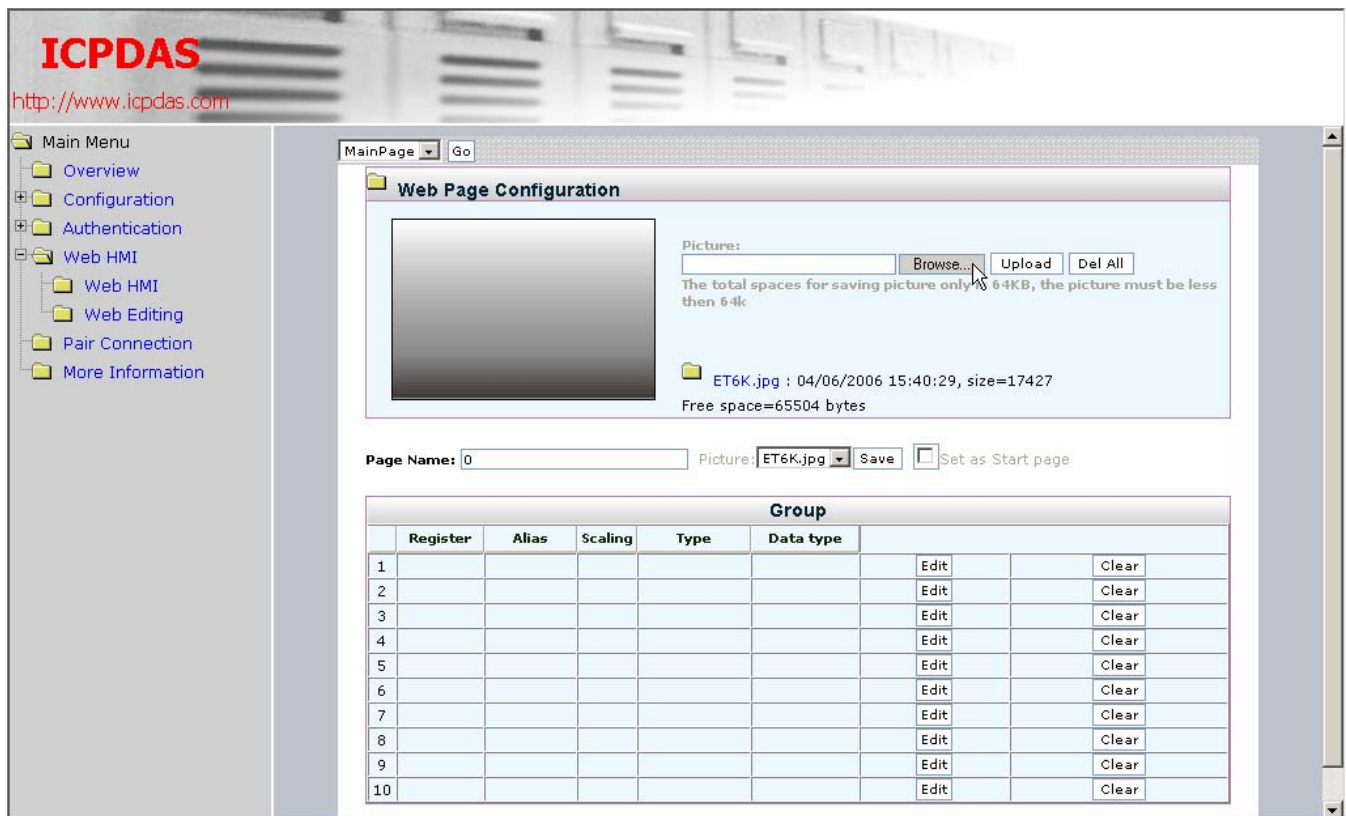 ICPDAS
http://www.icpdas.com
Main Menu
Overview
Configuration
Authentication
Web HMI
Web HMI
Web Editing
Pair Connection
More Information
MainPage Go
Web Page Configuration
Picture:
Browse... Upload Del All
The total spaces for saving picture only is 64KB, the picture must be less
then 64k
ET6K.jpg : 04/06/2006 15:40:29, size=17427
Free space=65504 bytes
Page Name: 0 Picture: ET6K.jpg Save Set as Start page
Group
Register Alias Scaling Type Data type
1 Edit Clear
2 Edit Clear
3 Edit Clear
4 Edit Clear
5 Edit Clear
6 Edit Clear
7 Edit Clear
8 Edit Clear
9 Edit Clear
10 Edit Clear